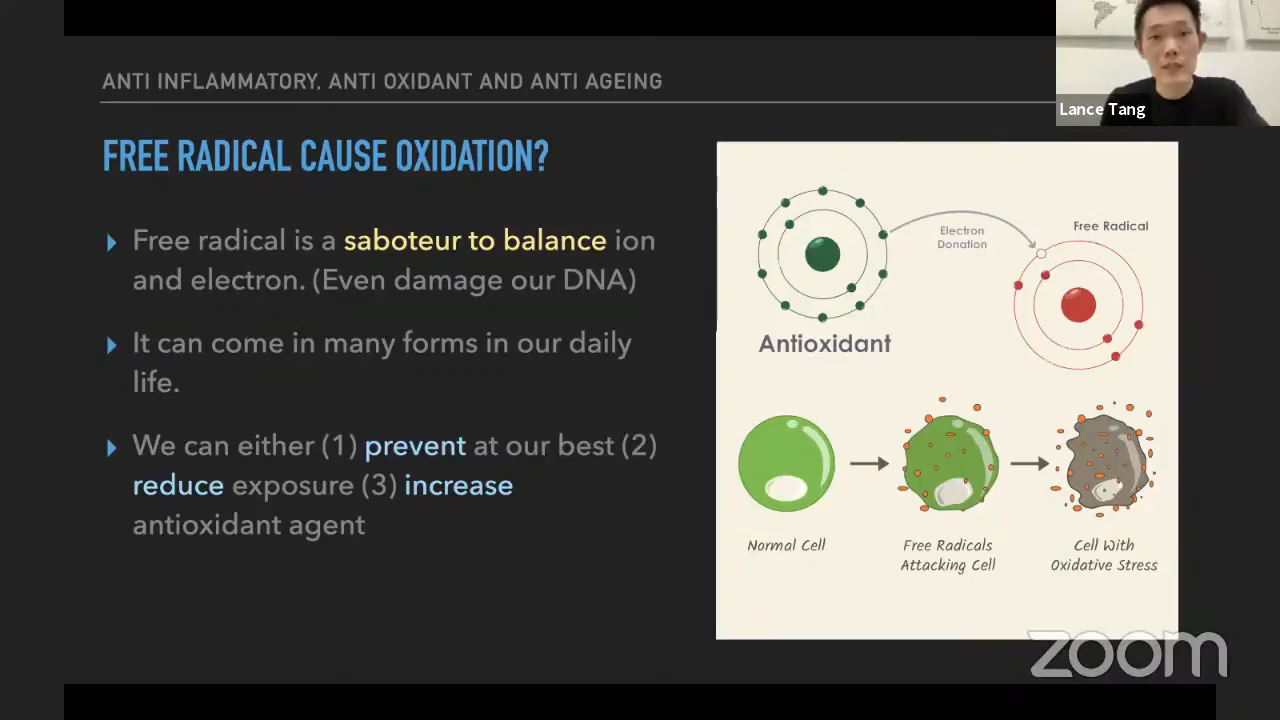 ANTI INFLAMMATORY, ANTI OXIDANT AND ANTI AGEING
Lance Tang
FREE RADICAL CAUSE OXIDATION?
Free radical is a saboteur to balance ion
and electron. (Even damage our DNA)
It can come in many forms in our daily
life.
We can either (1) prevent at our best (2)
reduce exposure (3) increase
antioxidant agent
Electron
Donation
Free Radical
Antioxidant
Normal Cell
Free Radicals
Attacking Cell
Cell With
Oxidative Stress
zoom